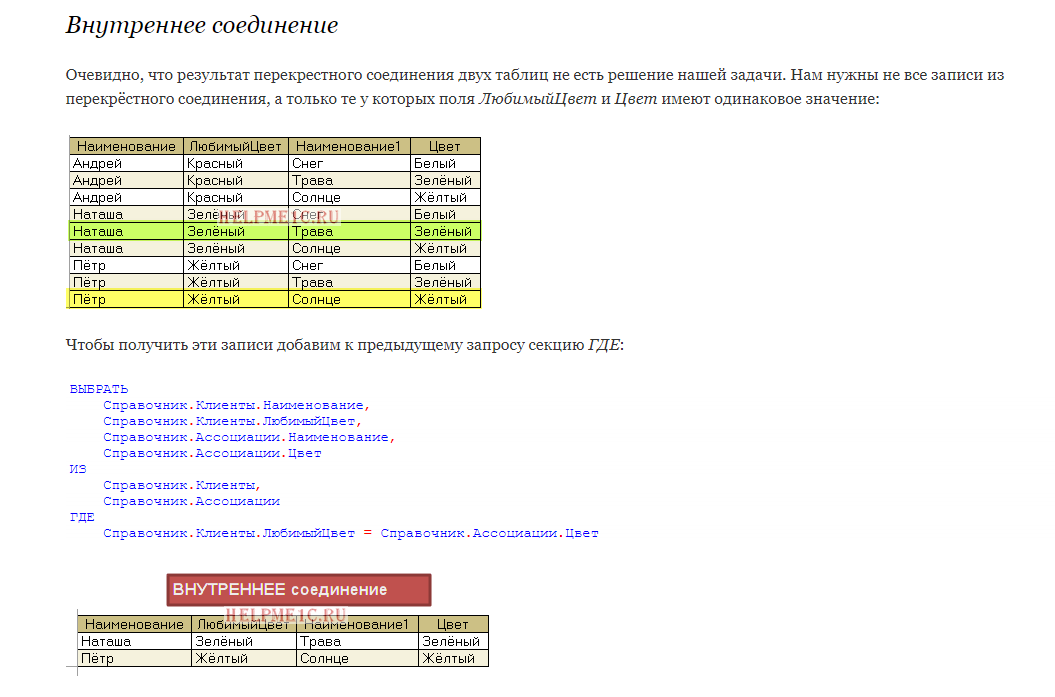 Внутреннее соединение
Очевидно, что результат перекрестного соединения двух таблиц не есть решение нашей задачи. Нам нужны не все записи из
перекрёстного соединения, а только те у которых поля ЛюбимыйЦвет и Цвет имеют одинаковое значение:
Наименование ЛюбимыйЦвет Наименование1 Цвет
Андрей Красный Снег Белый
Андрей Красный Трава Зелёный
Андрей Красный Солнце Жёлтый
Наташа Зелёный Снег Белый
HELPME1C.RU
Наташа Зелёный Трава Зелёный
Наташа Зелёный Солнце Жёлтый
Пётр Жёлтый Снег Белый
Пётр Жёлтый Трава Зелёный
Пётр Жёлтый Солнце Жёлтый
Чтобы получить эти записи добавим к предыдущему запросу секцию ГДЕ:
ВЫБРАТЬ
Справочник.Клиенты.Наименование,
Справочник.Клиенты.ЛюбимыйЦвет,
Справочник.Ассоциации.Наименование,
Справочник.Ассоциации.Цвет
ИЗ
Справочник.Клиенты,
Справочник.Ассоциации
ГДЕ
Справочник.Клиенты.ЛюбимыйЦвет = Справочник.Ассоциации.Цвет
ВНУТРЕННЕЕ соединение
HELPME1C.RU
Наименование ЛюбимыйЦвет Наименование1 Цвет
Наташа Зелёный Трава Зелёный
Пётр Жёлтый Солнце Жёлтый